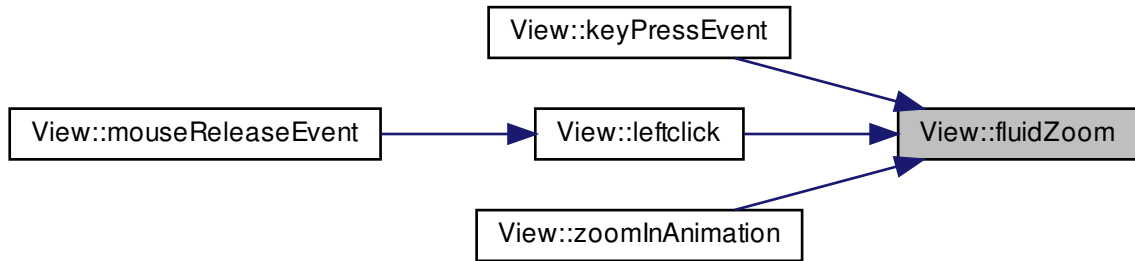 View::keyPressEvent
View::mouseReleaseEvent
View::leftclick
View::fluidZoom
View::zoomInAnimation